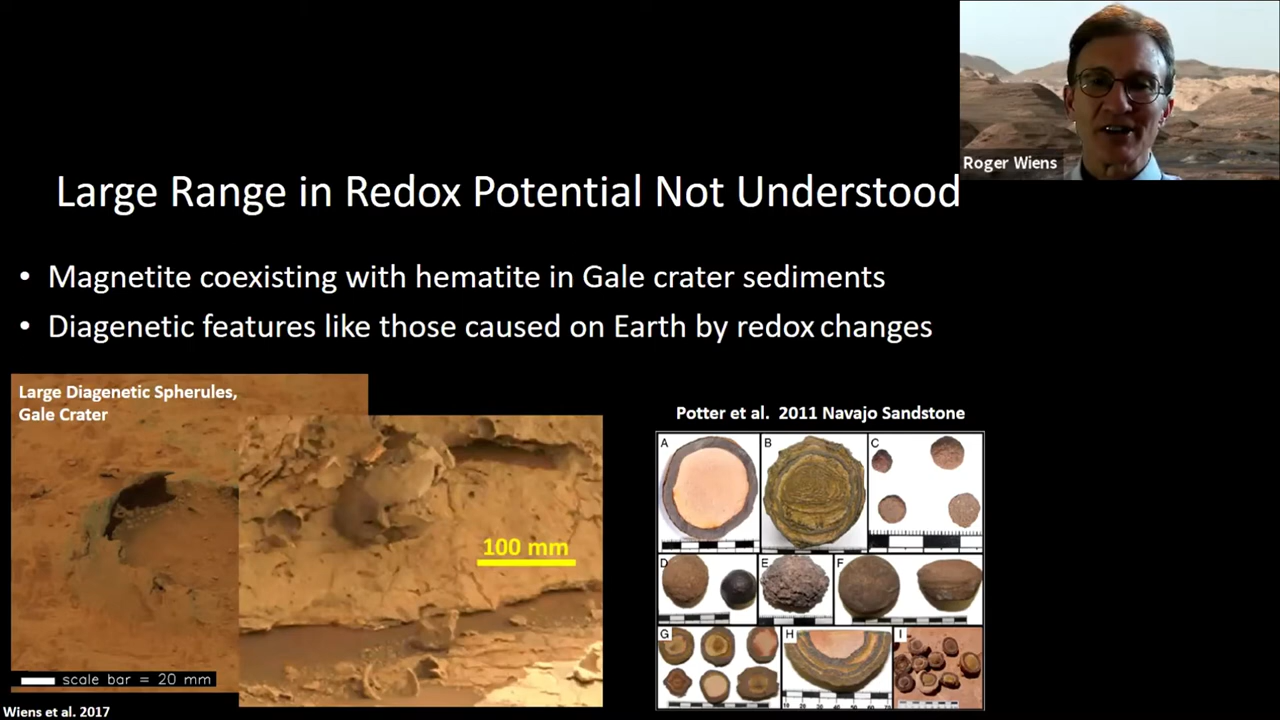 Roger Wiens
Large Range in Redox Potential Not Understood
• Magnetite coexisting with hematite in Gale crater sediments
• Diagenetic features like those caused on Earth by redox changes
Large Diagenetic Spherules,
Gale Crater
100 mm
scale bar = 20 mm
Wiens et al. 2017
Potter et al. 2011 Navajo Sandstone
A
B
C
D
E
F
G
H
I